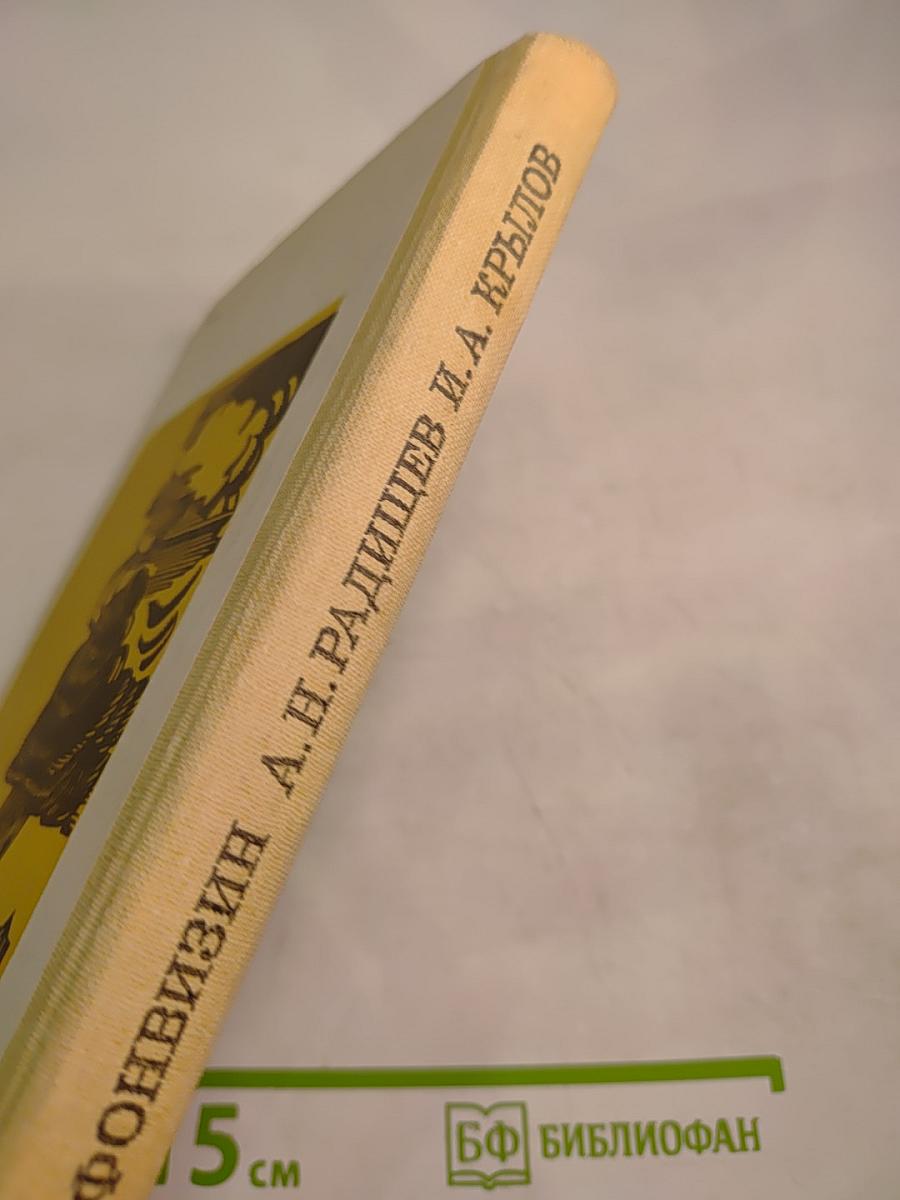 ФОНВИЗИН А. Н. РАДИЩЕВ И. А. КРЫЛОВ
15 см
БФ БИБЛИОФАН